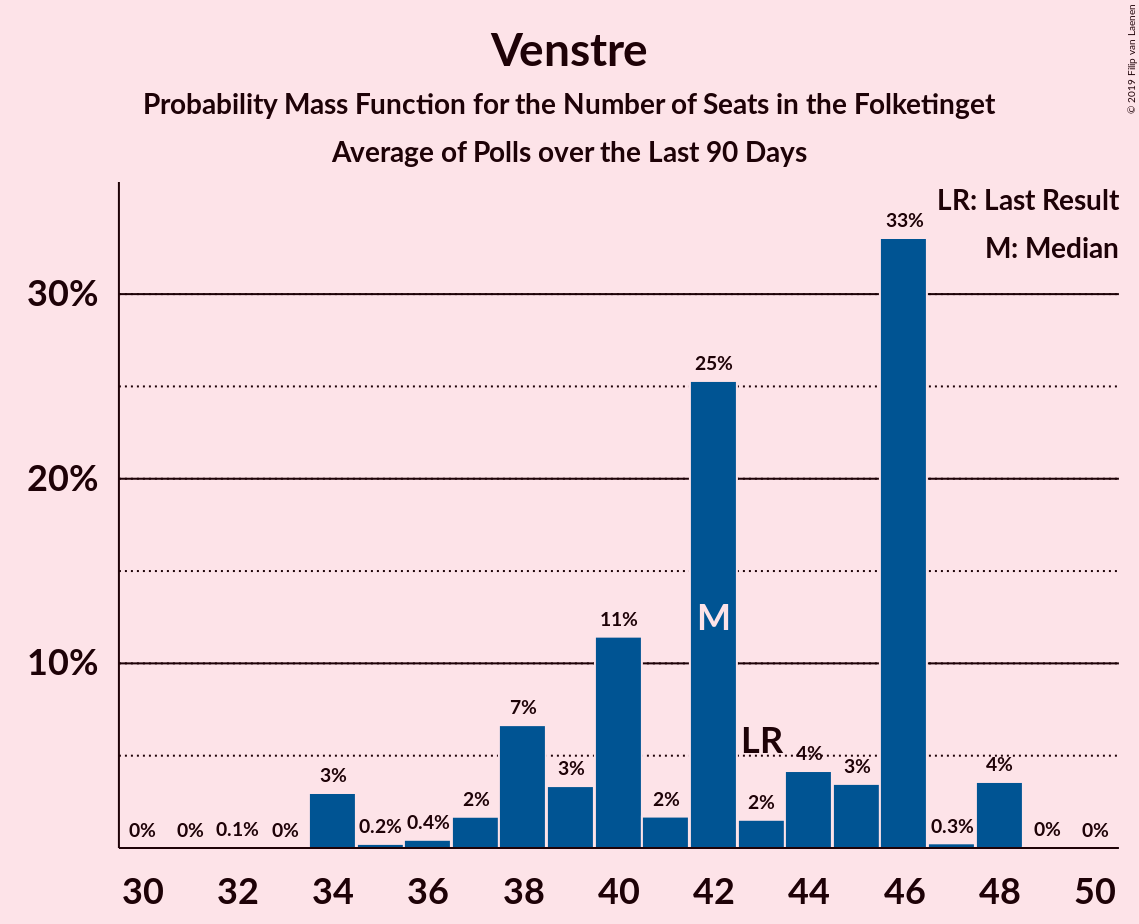 Venstre
Probability Mass Function for the Number of Seats in the Folketinget
Average of Polls over the Last 90 Days
© 2019 Filip van Laenen
LR: Last Result
M: Median
30%
20%
10%
0%
0%
0.1%
0%
3%
0.2%
0.4%
2%
7%
3%
11%
2%
25%
M
2%
LR
4%
3%
33%
0.3%
4%
0%
0%
30 32 34 36 38 40 42 44 46 48 50